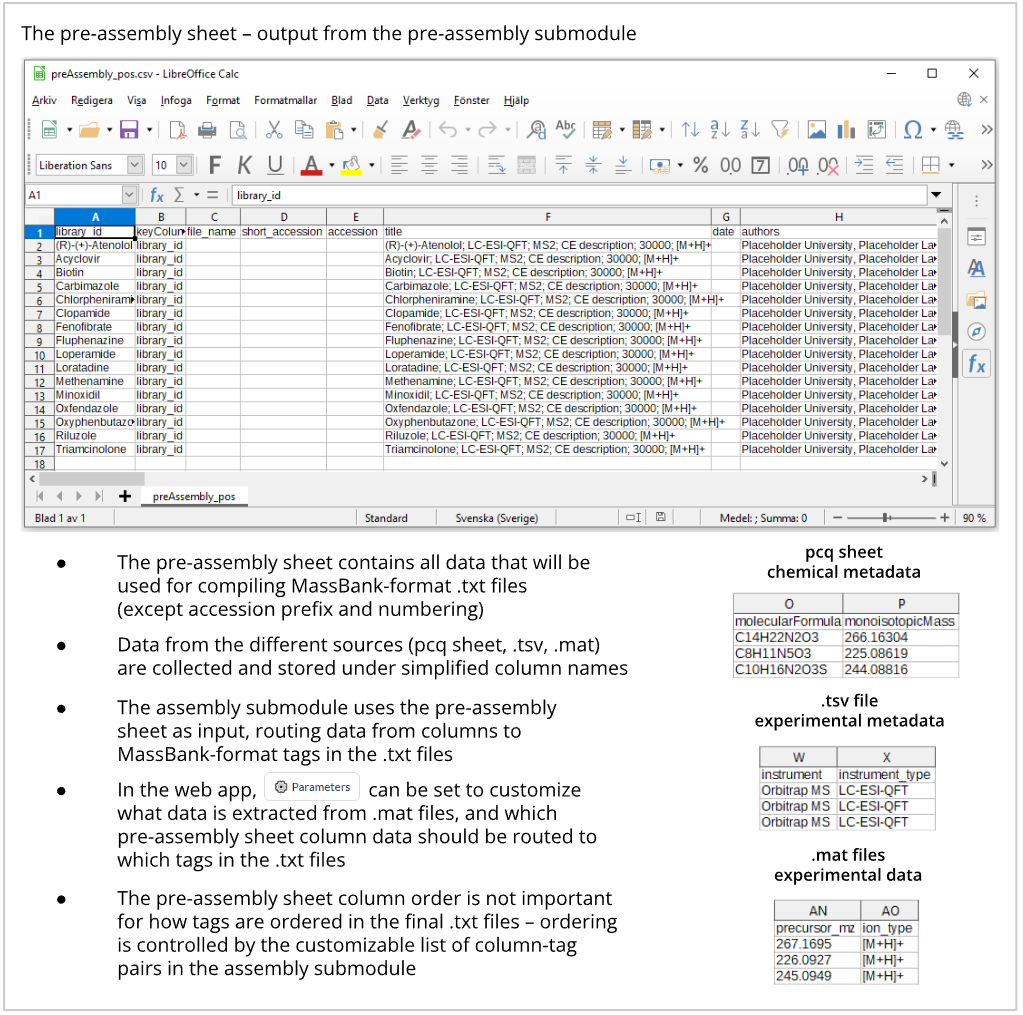 The pre-assembly sheet – output from the pre-assembly submodule
preAssembly_pos.csv - LibreOffice Calc
Arkiv Redigera Visa Infoga Format Formatmallar Blad Data Verktyg Fönster Hjälp
Liberation Sans 10 F K U A % 00 7
A1 fx Σ = library_id
A B C D E F G H
1 library_id keyColum file_name short_accession accession title date authors
2 (R)-(+)-Atenolol library_id (R)-(+)-Atenolol; LC-ESI-QFT; MS2; CE description; 30000; [M+H]+ Placeholder University, Placeholder La
3 Acyclovir library_id Acyclovir; LC-ESI-QFT; MS2; CE description; 30000; [M+H]+ Placeholder University, Placeholder La
4 Biotin library_id Biotin; LC-ESI-QFT; MS2; CE description; 30000; [M+H]+ Placeholder University, Placeholder La
5 Carbimazole library_id Carbimazole; LC-ESI-QFT; MS2; CE description; 30000; [M+H]+ Placeholder University, Placeholder La
6 Chlorpheniram library_id Chlorpheniramine; LC-ESI-QFT; MS2; CE description; 30000; [M+H]+ Placeholder University, Placeholder La
7 Clopamide library_id Clopamide; LC-ESI-QFT; MS2; CE description; 30000; [M+H]+ Placeholder University, Placeholder La
8 Fenofibrate library_id Fenofibrate; LC-ESI-QFT; MS2; CE description; 30000; [M+H]+ Placeholder University, Placeholder La
9 Fluphenazine library_id Fluphenazine; LC-ESI-QFT; MS2; CE description; 30000; [M+H]+ Placeholder University, Placeholder La
10 Loperamide library_id Loperamide; LC-ESI-QFT; MS2; CE description; 30000; [M+H]+ Placeholder University, Placeholder La
11 Loratadine library_id Loratadine; LC-ESI-QFT; MS2; CE description; 30000; [M+H]+ Placeholder University, Placeholder La
12 Methenamine library_id Methenamine; LC-ESI-QFT; MS2; CE description; 30000; [M+H]+ Placeholder University, Placeholder La
13 Minoxidil library_id Minoxidil; LC-ESI-QFT; MS2; CE description; 30000; [M+H]+ Placeholder University, Placeholder La
14 Oxfendazole library_id Oxfendazole; LC-ESI-QFT; MS2; CE description; 30000; [M+H]+ Placeholder University, Placeholder La
15 Oxyphenbutazo library_id Oxyphenbutazone; LC-ESI-QFT; MS2; CE description; 30000; [M+H]+ Placeholder University, Placeholder La
16 Riluzole library_id Riluzole; LC-ESI-QFT; MS2; CE description; 30000; [M+H]+ Placeholder University, Placeholder La
17 Triamcinolone library_id Triamcinolone; LC-ESI-QFT; MS2; CE description; 30000; [M+H]+ Placeholder University, Placeholder La
18
preAssembly_pos
Blad 1 av 1 Standard Svenska (Sverige) Medel: ; Summa: 0 90 %
● The pre-assembly sheet contains all data that will be
used for compiling MassBank-format .txt files
(except accession prefix and numbering)
● Data from the different sources (pcq sheet, .tsv, .mat)
are collected and stored under simplified column names
● The assembly submodule uses the pre-assembly
sheet as input, routing data from columns to
MassBank-format tags in the .txt files
● In the web app, Parameters can be set to customize
what data is extracted from .mat files, and which
pre-assembly sheet column data should be routed to
which tags in the .txt files
● The pre-assembly sheet column order is not important
for how tags are ordered in the final .txt files – ordering
is controlled by the customizable list of column-tag
pairs in the assembly submodule
pcq sheet
chemical metadata
O P
molecularFormula monoisotopicMass
C14H22N2O3 266.16304
C8H11N5O3 225.08619
C10H16N2O3S 244.08816
.tsv file
experimental metadata
W X
instrument instrument_type
Orbitrap MS LC-ESI-QFT
Orbitrap MS LC-ESI-QFT
Orbitrap MS LC-ESI-QFT
.mat files
experimental data
AN AO
precursor_mz ion_type
267.1695 [M+H]+
226.0927 [M+H]+
245.0949 [M+H]+